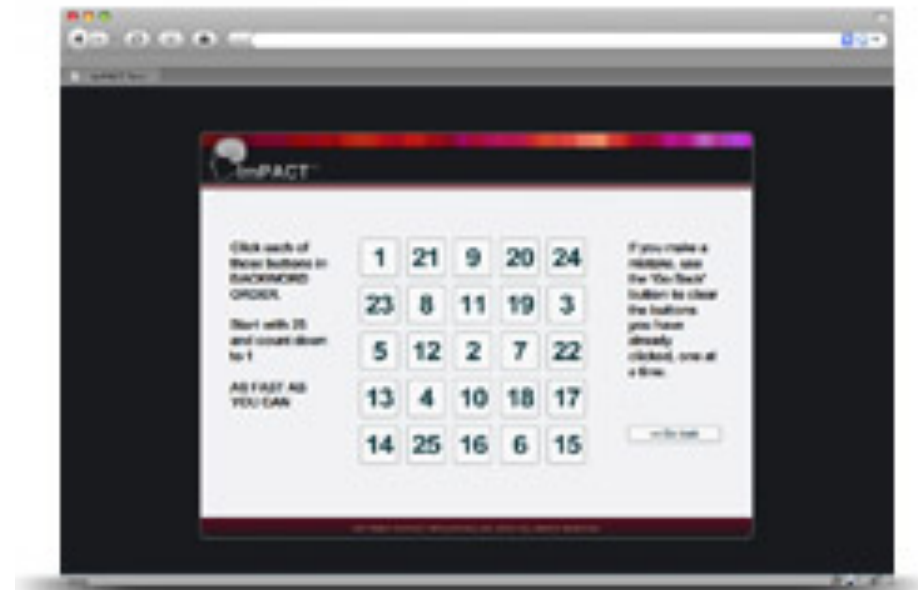 ImPACT
Click each of
these buttons in
BACKWORD
ORDER.
Start with 25
and count down
to 1
AS FAST AS
YOU CAN
1 21 9 20 24
23 8 11 19 3
5 12 2 7 22
13 4 10 18 17
14 25 16 6 15
If you make a
mistake, use
the "Go Back"
button to clear
the buttons
you have
already
clicked, one at
a time.
Go Back